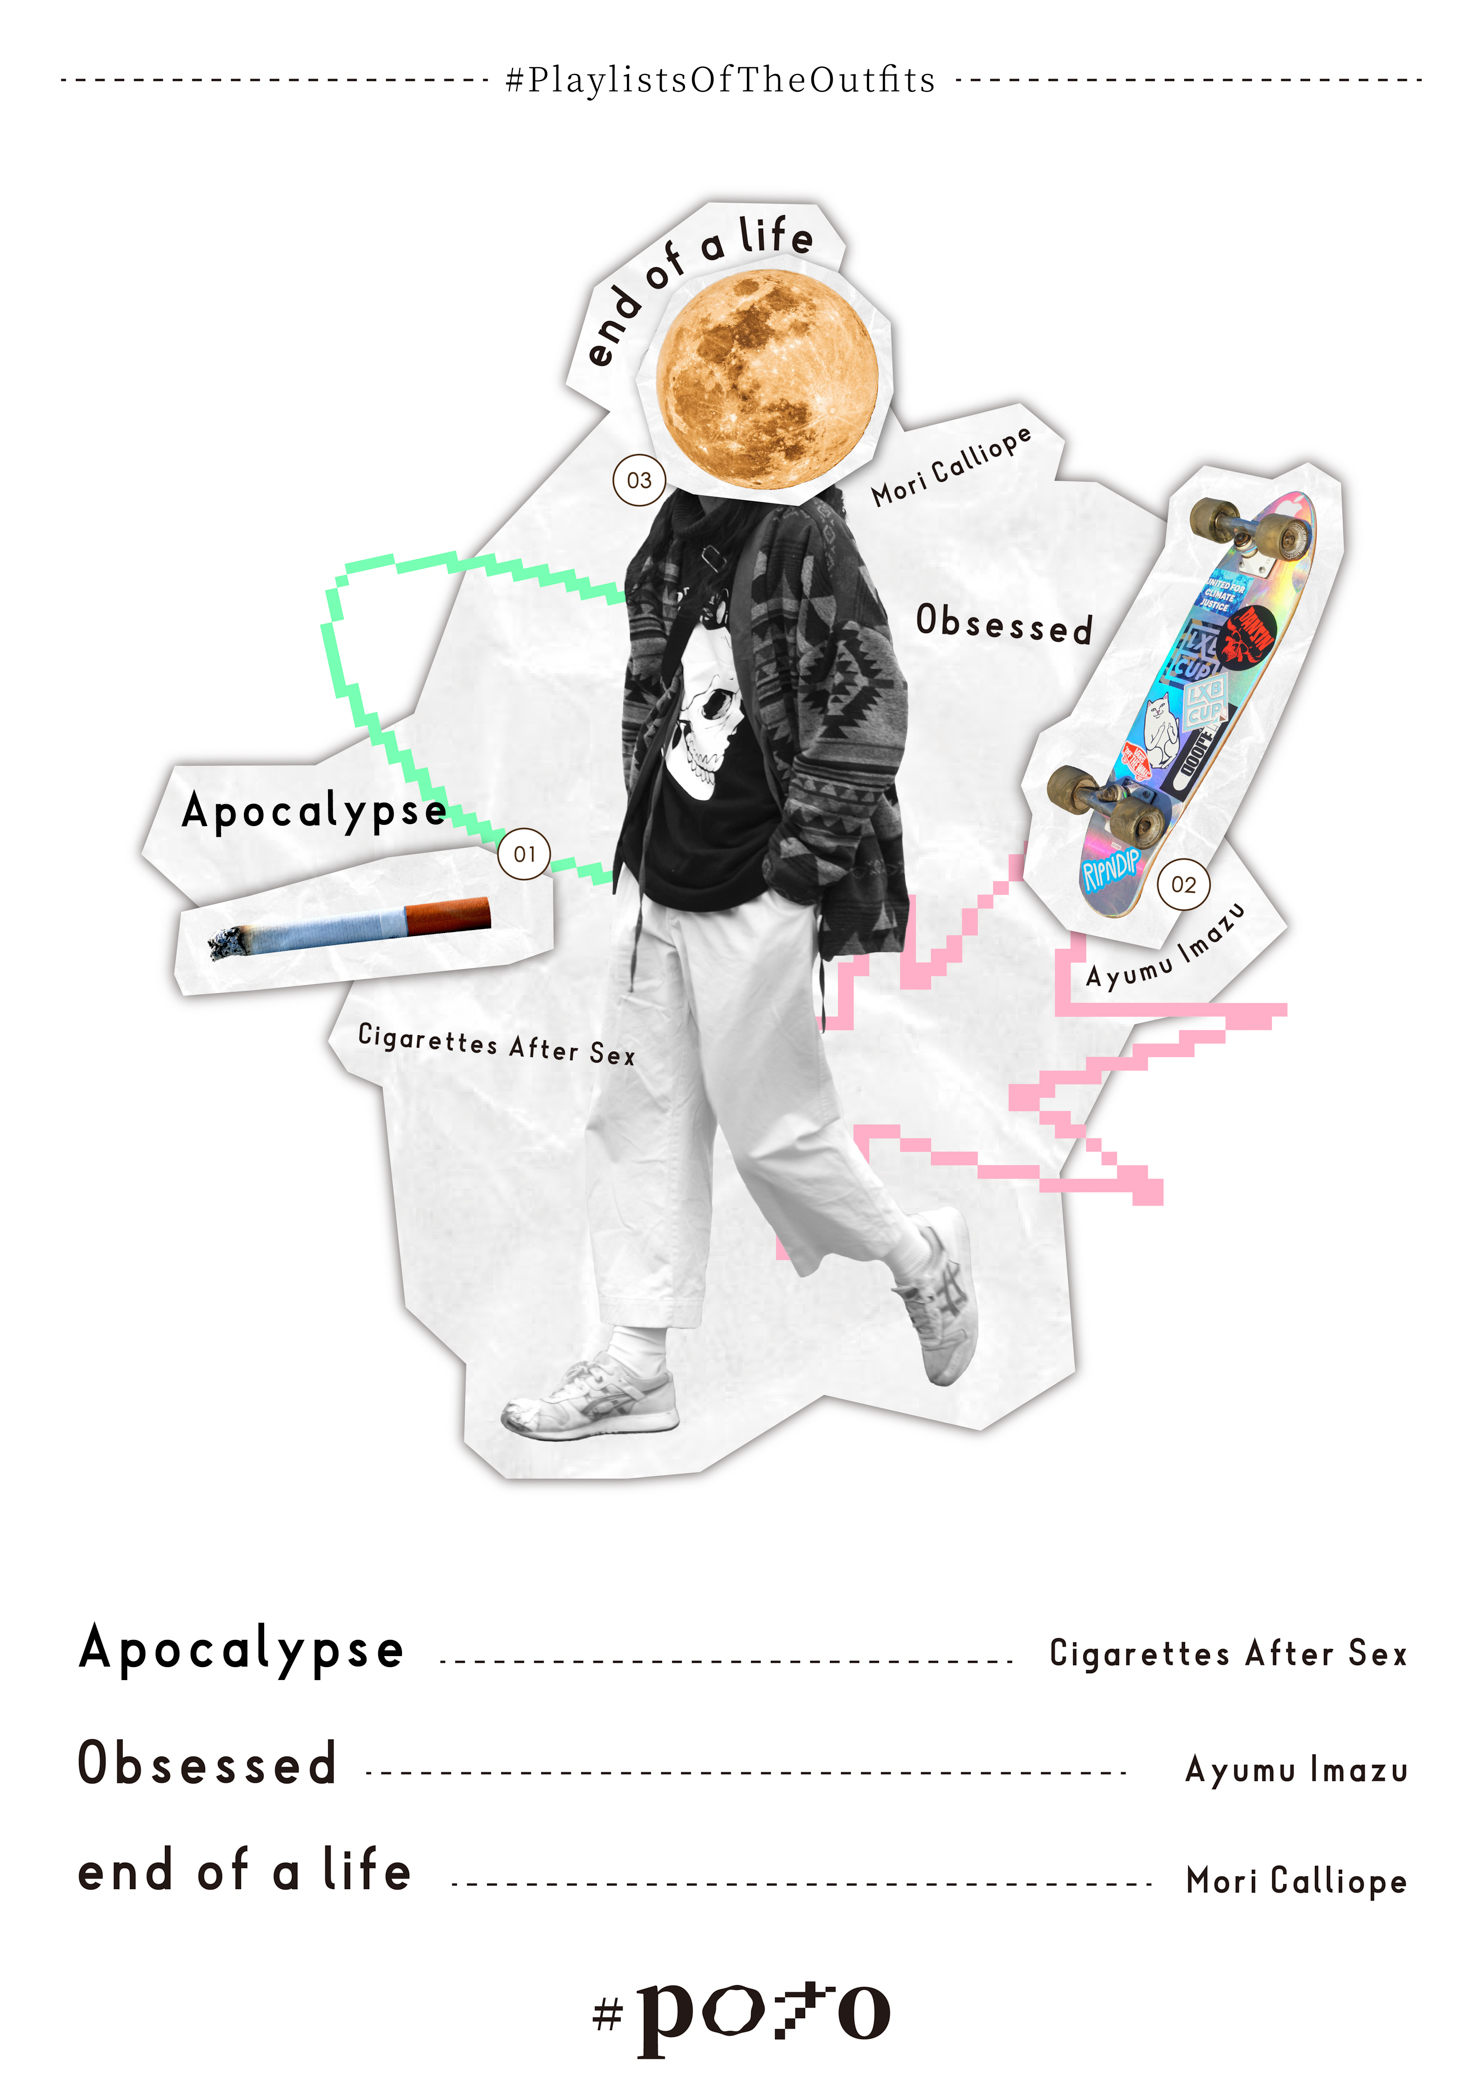 #PlaylistsOfTheOutfits
end of a life
03
Mori Calliope
Obsessed
UNITED FOR
CLIMATE
JUSTICE
LXB
CUP
LXB
CUP
RIPNDIP
02
Ayumu Imazu
Apocalypse
01
Cigarettes After Sex
Apocalypse Cigarettes After Sex
Obsessed Ayumu Imazu
end of a life Mori Calliope
#poto